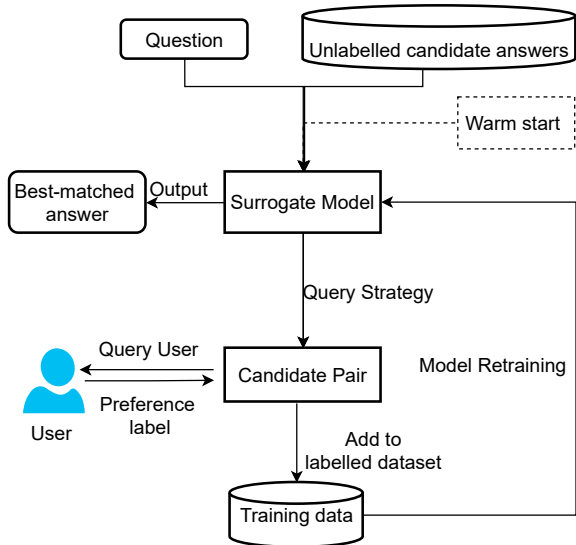 Question
Unlabelled candidate answers
Warm start
Best-matched
answer
Output
Surrogate Model
Query Strategy
Query User
Candidate Pair
Model Retraining
Preference
label
User
Add to
labelled dataset
Training data